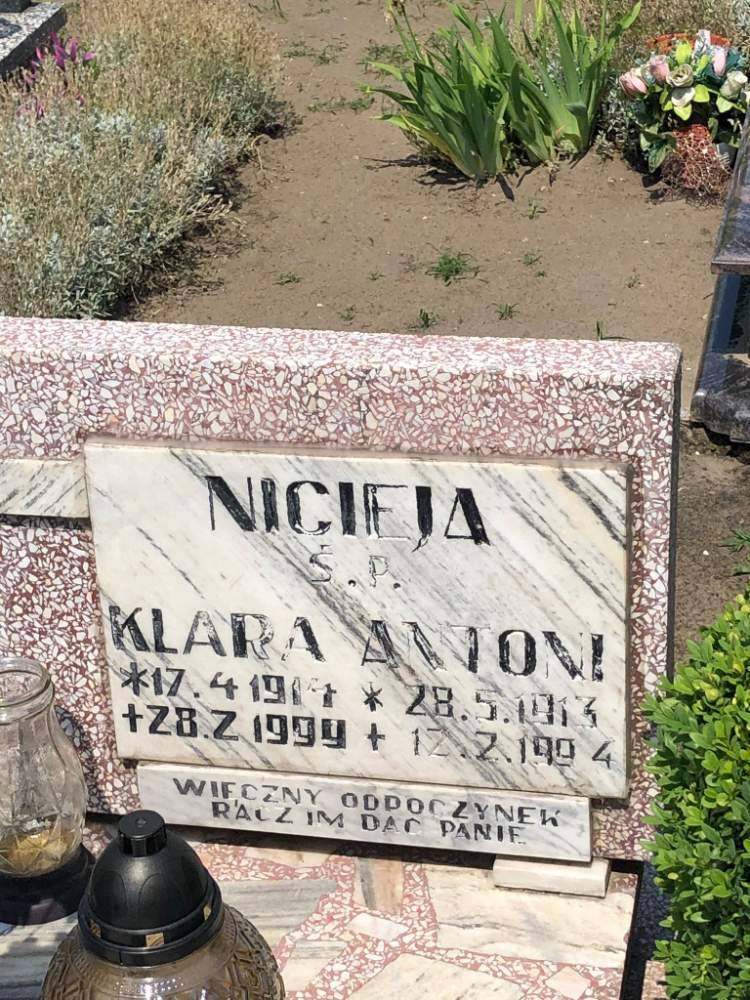 NICIEJA
Ś.P.
KLARA ANTONI
*17.4 1914 * 28.5.1913
+28.2 1999 + 12.2.1994
WIECZNY ODPOCZYNEK
RACZ IM DAĆ PANIE